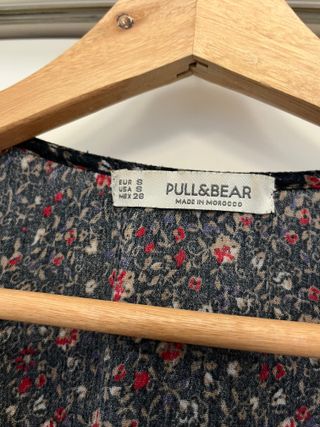 EUR S
USA S
MEX 26
PULL&BEAR
MADE IN MOROCCO